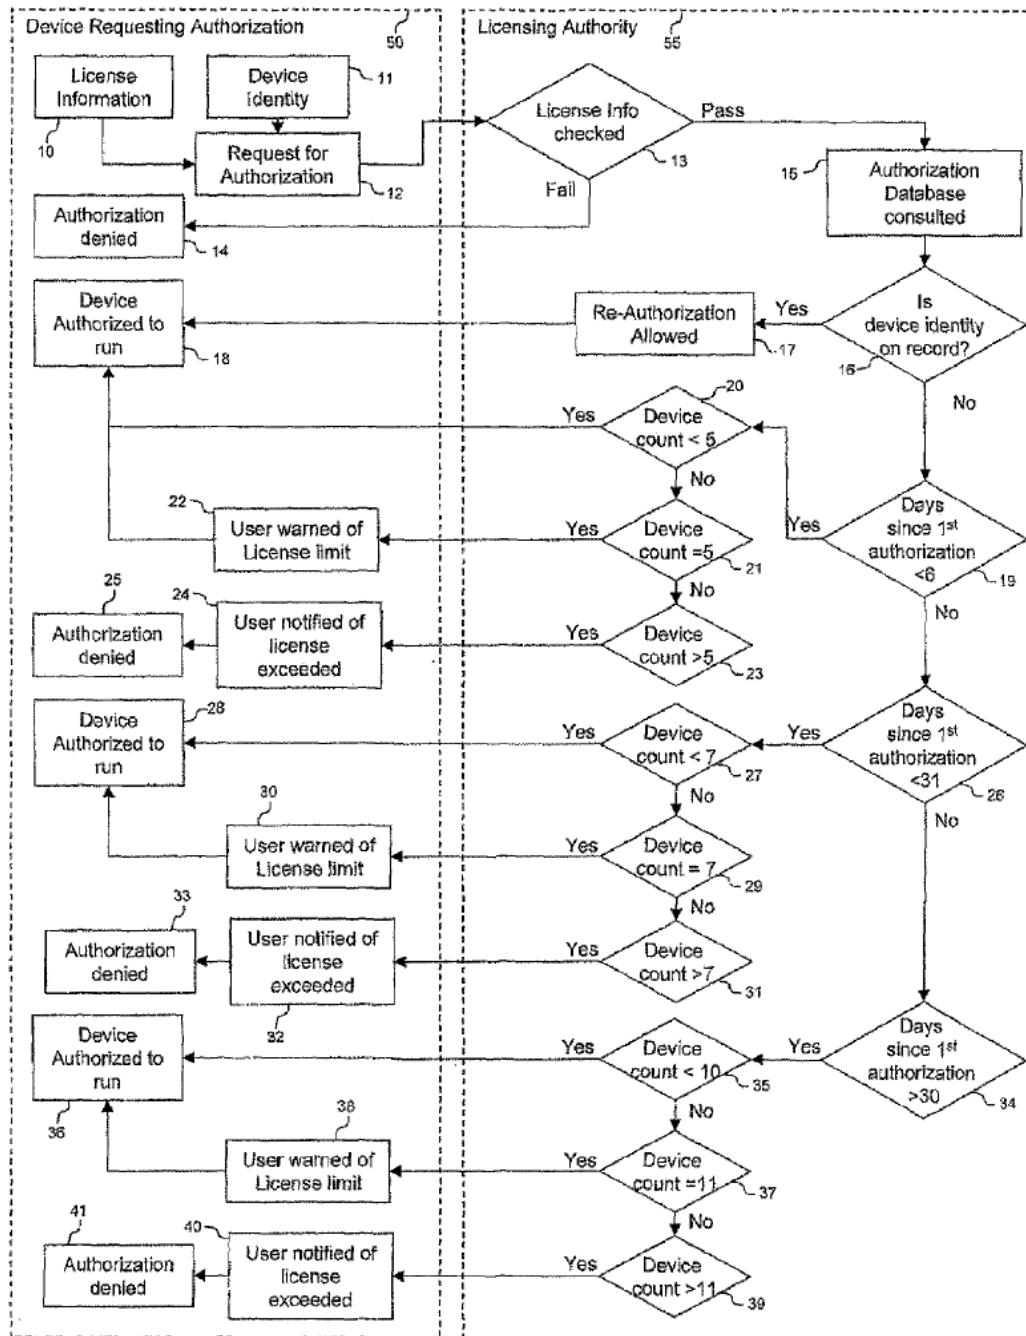 Device Requesting Authorization
50
Licensing Authority
55
License
Information
10
Device
Identity
11
Request for
Authorization
12
License Info
checked
13
Pass
Fail
Authorization
denied
14
15
Authorization
Database
consulted
Device
Authorized to
run
18
Re-Authorization
Allowed
17
Yes
Is
device identity
on record?
16
No
20
Yes
Device
count < 5
No
22
User warned of
License limit
Yes
Device
count =5
21
No
Yes
Days
since 1st
authorization
<6
19
No
25
Authorization
denied
24
User notified of
license
exceeded
Yes
Device
count >5
23
28
Device
Authorized to
run
Yes
Device
count < 7
27
No
Yes
Days
since 1st
authorization
<31
26
No
30
User warned of
License limit
Yes
Device
count = 7
29
No
33
Authorization
denied
User notified of
license
exceeded
32
Yes
Device
count >7
31
Device
Authorized to
run
36
Yes
Device
count < 10
35
No
Yes
Days
since 1st
authorization
>30
34
38
User warned of
License limit
Yes
Device
count =11
37
No
41
Authorization
denied
40
User notified of
license
exceeded
Yes
Device
count >11
39